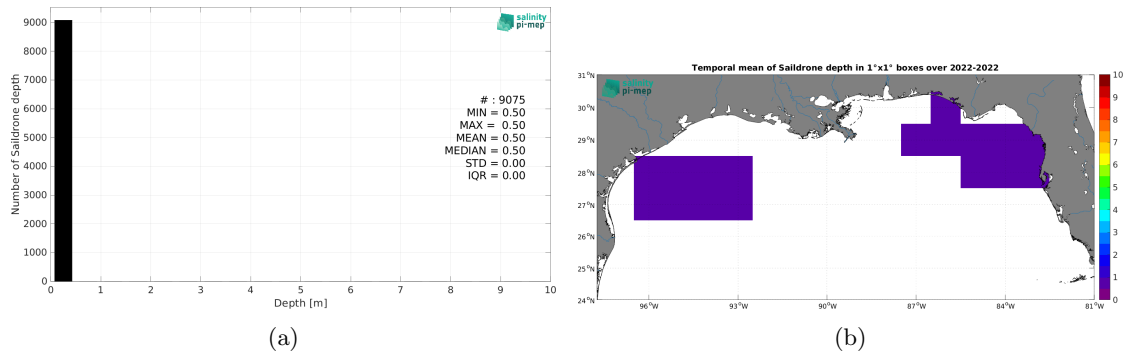 9000
8000
7000
6000
5000
4000
3000
2000
1000
0
Number of Saildrone depth
salinity
pi-mep
# : 9075
MIN = 0.50
MAX = 0.50
MEAN = 0.50
MEDIAN = 0.50
STD = 0.00
IQR = 0.00
0 1 2 3 4 5 6 7 8 9 10
Depth [m]
(a)
Temporal mean of Saildrone depth in 1°x1° boxes over 2022-2022
salinity
pi-mep
31°N
30°N
29°N
28°N
27°N
26°N
25°N
24°N
96°W 93°W 90°W 87°W 84°W 81°W
10
9
8
7
6
5
4
3
2
1
0
(b)